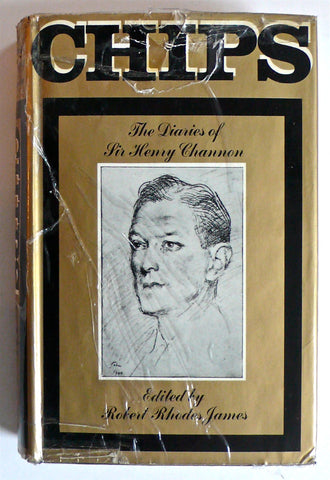 CHIPS
The Diaries of
Sir Henry Channon
Edited by
Robert Rhodes James